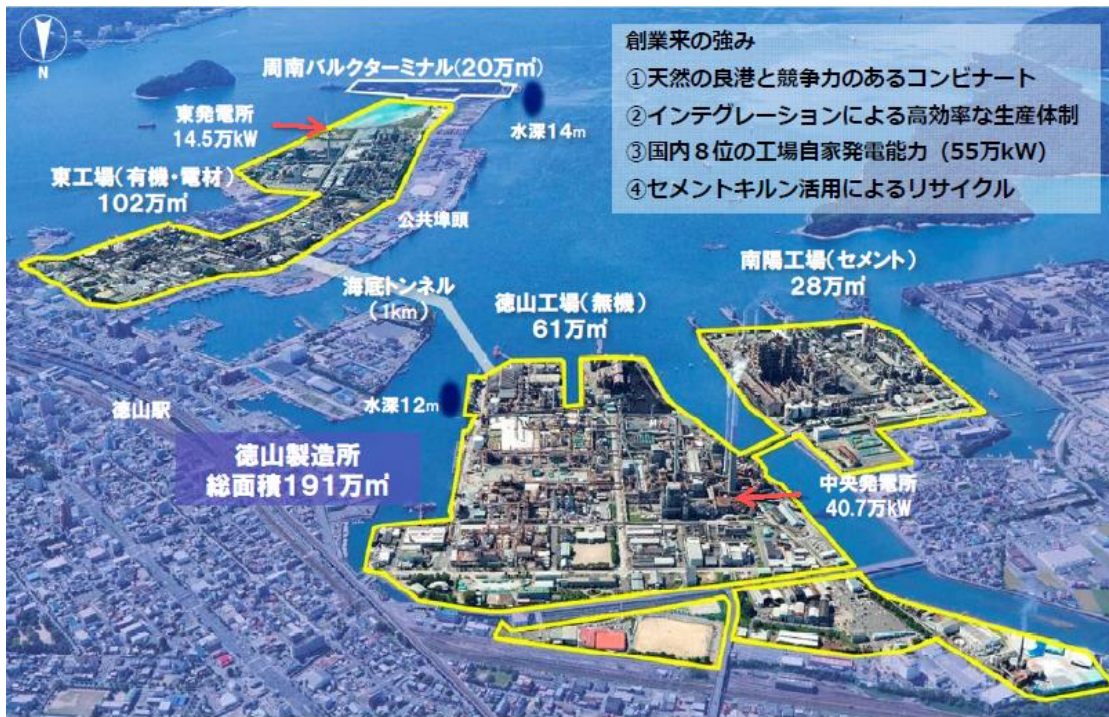 N
創業来の強み
①天然の良港と競争力のあるコンビナート
②インテグレーションによる高効率な生産体制
③国内８位の工場自家発電能力（55万kW）
④セメントキルン活用によるリサイクル
周南バルクターミナル(20万㎡)
東発電所
14.5万kW
水深14m
東工場(有機・電材)
102万㎡
公共埠頭
海底トンネル
(1km)
徳山工場(無機)
61万㎡
南陽工場(セメント)
28万㎡
徳山駅
水深12m
徳山製造所
総面積191万㎡
中央発電所
40.7万kW